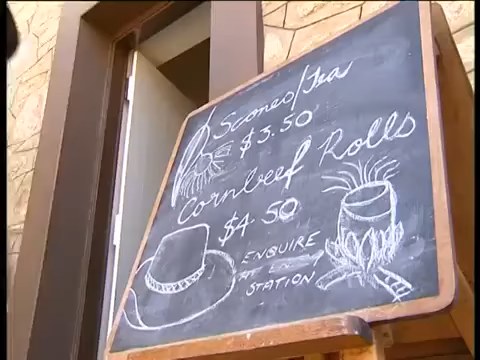 Scones/Tea
$3.50
Cornbeef Rolls
$4.50
ENQUIRE
AT
STATION